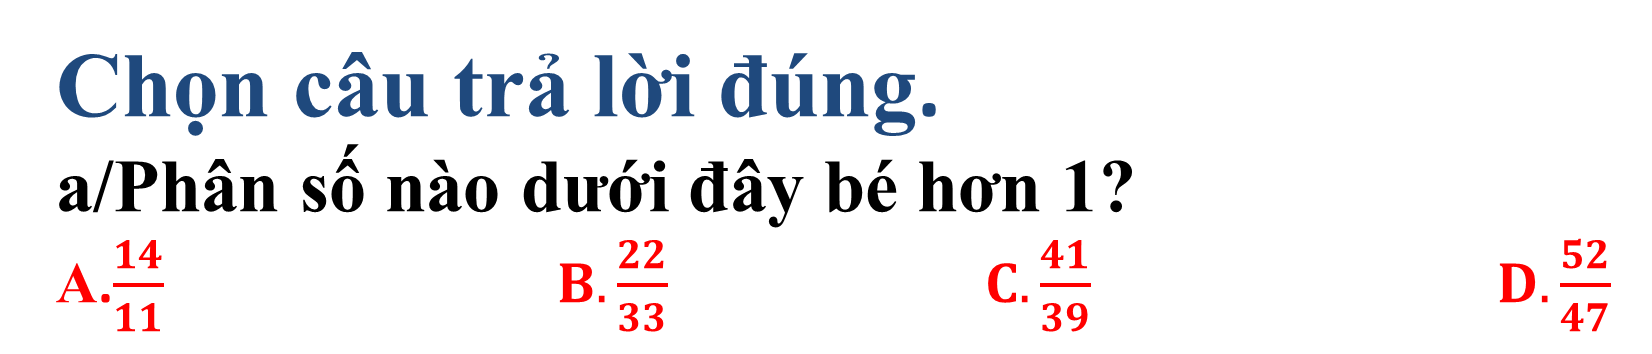 Chọn câu trả lời đúng.
a/Phân số nào dưới đây bé hơn 1?
A. 14/11 B. 22/33 C. 41/39 D. 52/47